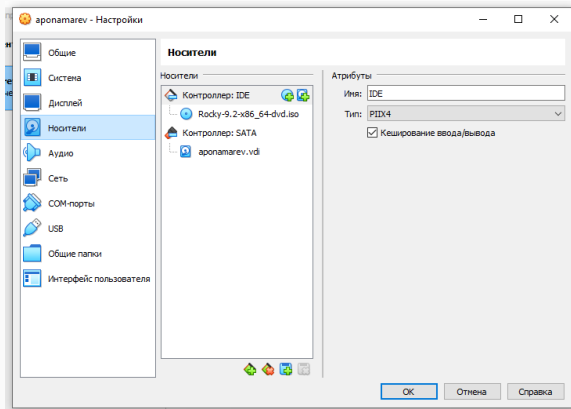 aponamarev - Настройки
Общие
Система
Дисплей
Носители
Аудио
Сеть
COM-порты
USB
Общие папки
Интерфейс пользователя
Носители
Носители
Контроллер: IDE
Rocky-9.2-x86_64-dvd.iso
Контроллер: SATA
aponamarev.vdi
Атрибуты
Имя: IDE
Тип: PIIX4
Кеширование ввода/вывода
OK Отмена Справка